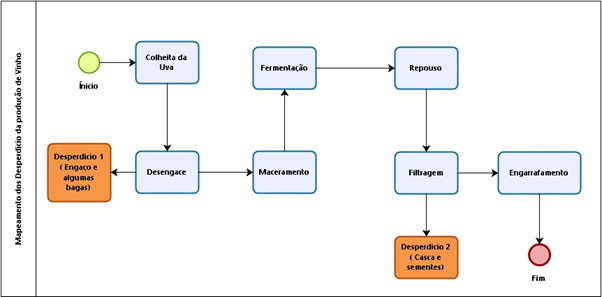 Mapeamento dos Desperdício da produção de Vinho
Ínicio
Colheita da
Uva
Fermentação
Repouso
Desperdício 1
( Engaço e
algumas
bagas)
Desengace
Maceramento
Filtragem
Engarrafamento
Desperdício 2
( Casca e
sementes)
Fim